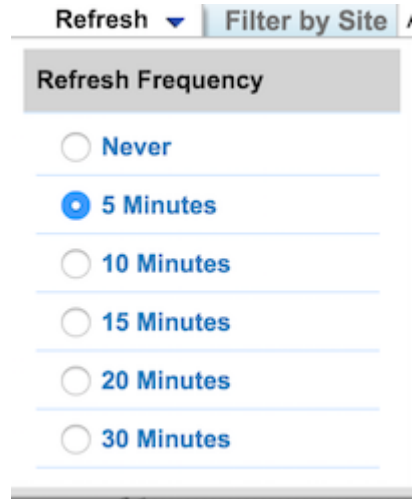 Refresh Filter by Site
Refresh Frequency
Never
5 Minutes
10 Minutes
15 Minutes
20 Minutes
30 Minutes